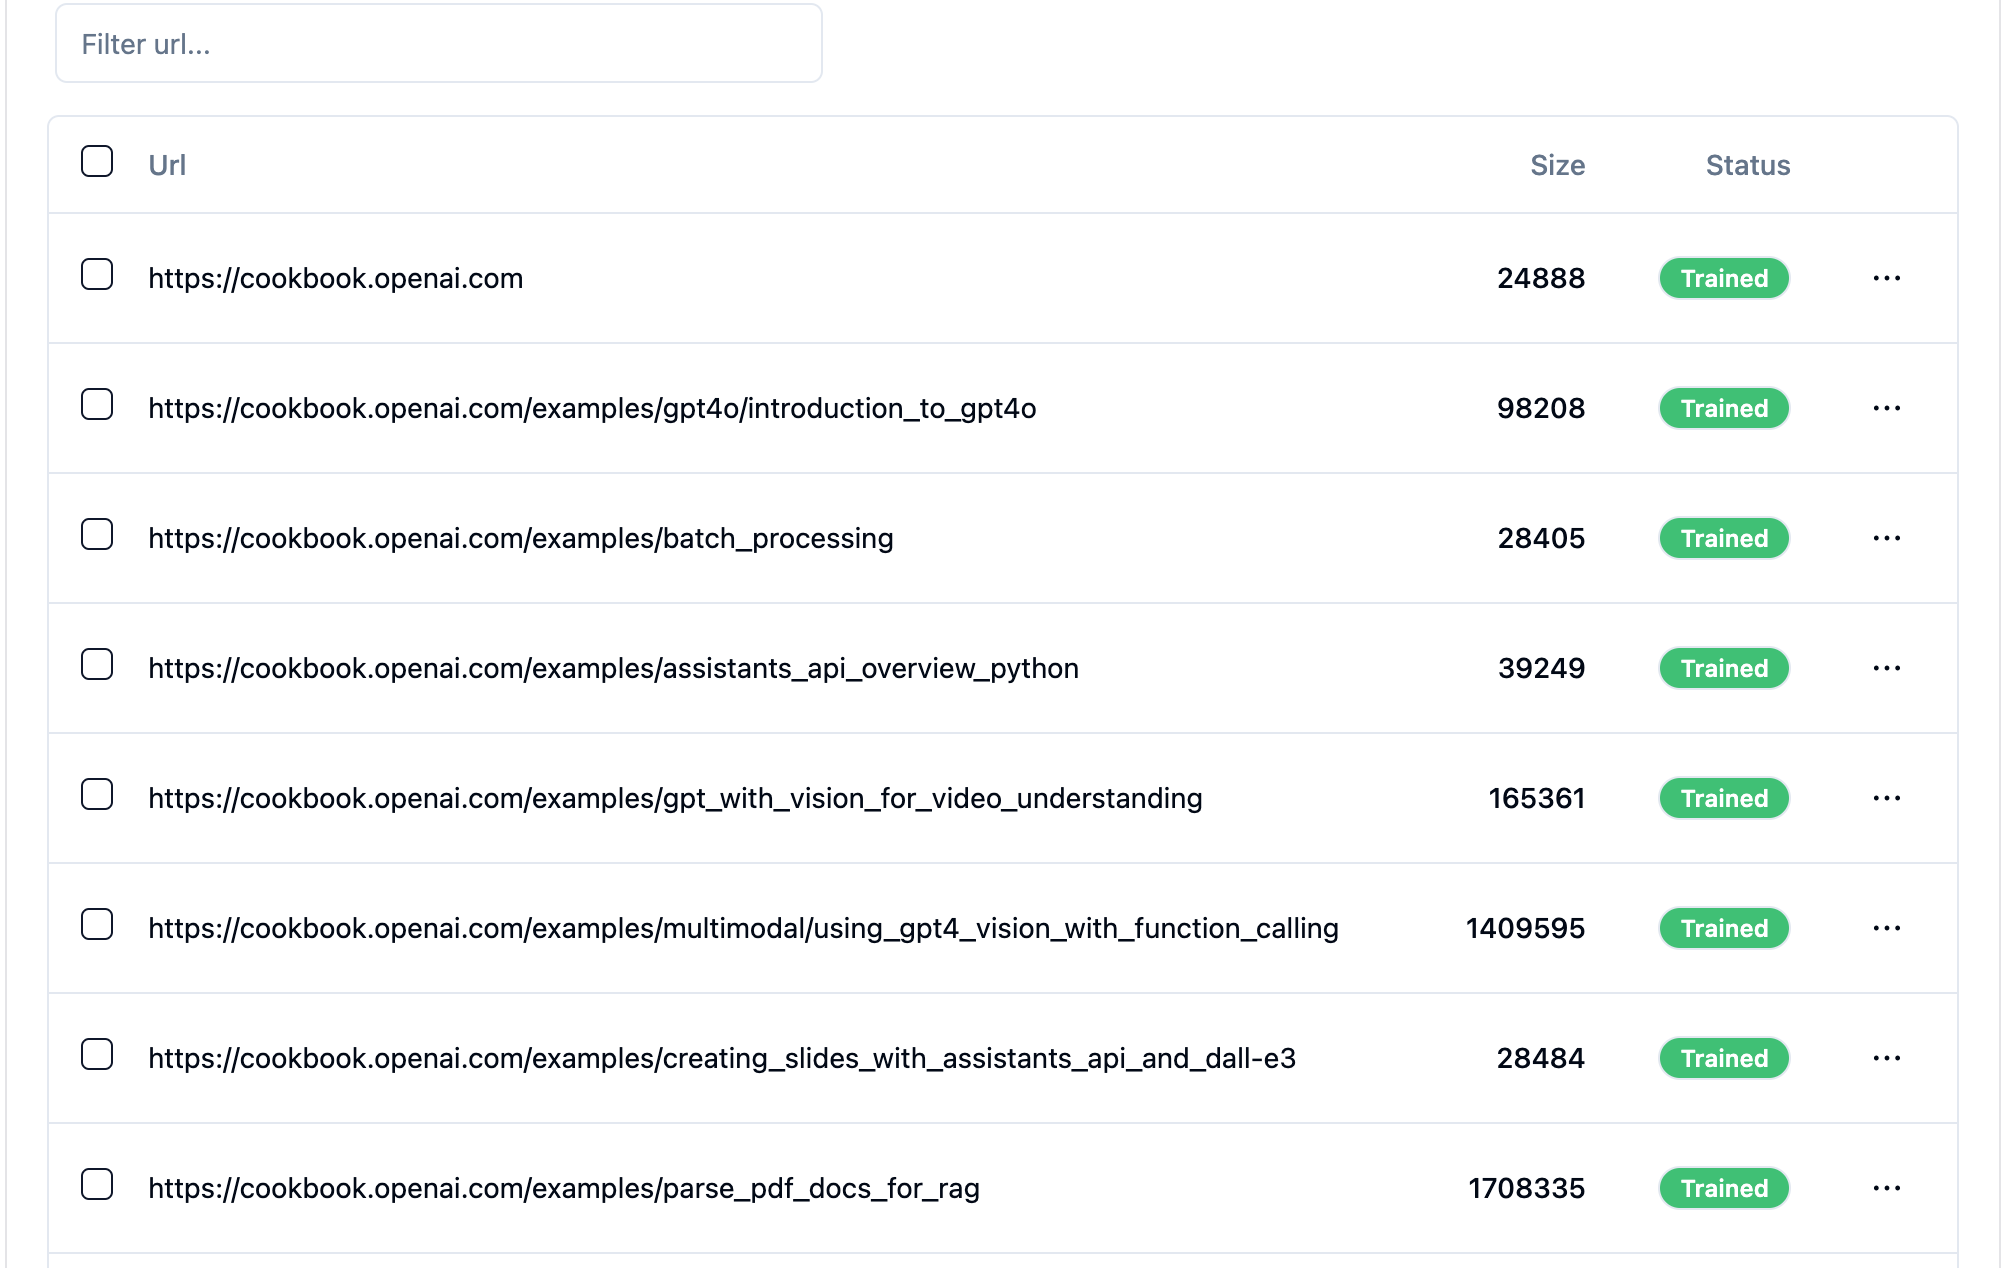 Filter url...
Url Size Status
https://cookbook.openai.com 24888 Trained
https://cookbook.openai.com/examples/gpt4o/introduction_to_gpt4o 98208 Trained
https://cookbook.openai.com/examples/batch_processing 28405 Trained
https://cookbook.openai.com/examples/assistants_api_overview_python 39249 Trained
https://cookbook.openai.com/examples/gpt_with_vision_for_video_understanding 165361 Trained
https://cookbook.openai.com/examples/multimodal/using_gpt4_vision_with_function_calling 1409595 Trained
https://cookbook.openai.com/examples/creating_slides_with_assistants_api_and_dall-e3 28484 Trained
https://cookbook.openai.com/examples/parse_pdf_docs_for_rag 1708335 Trained